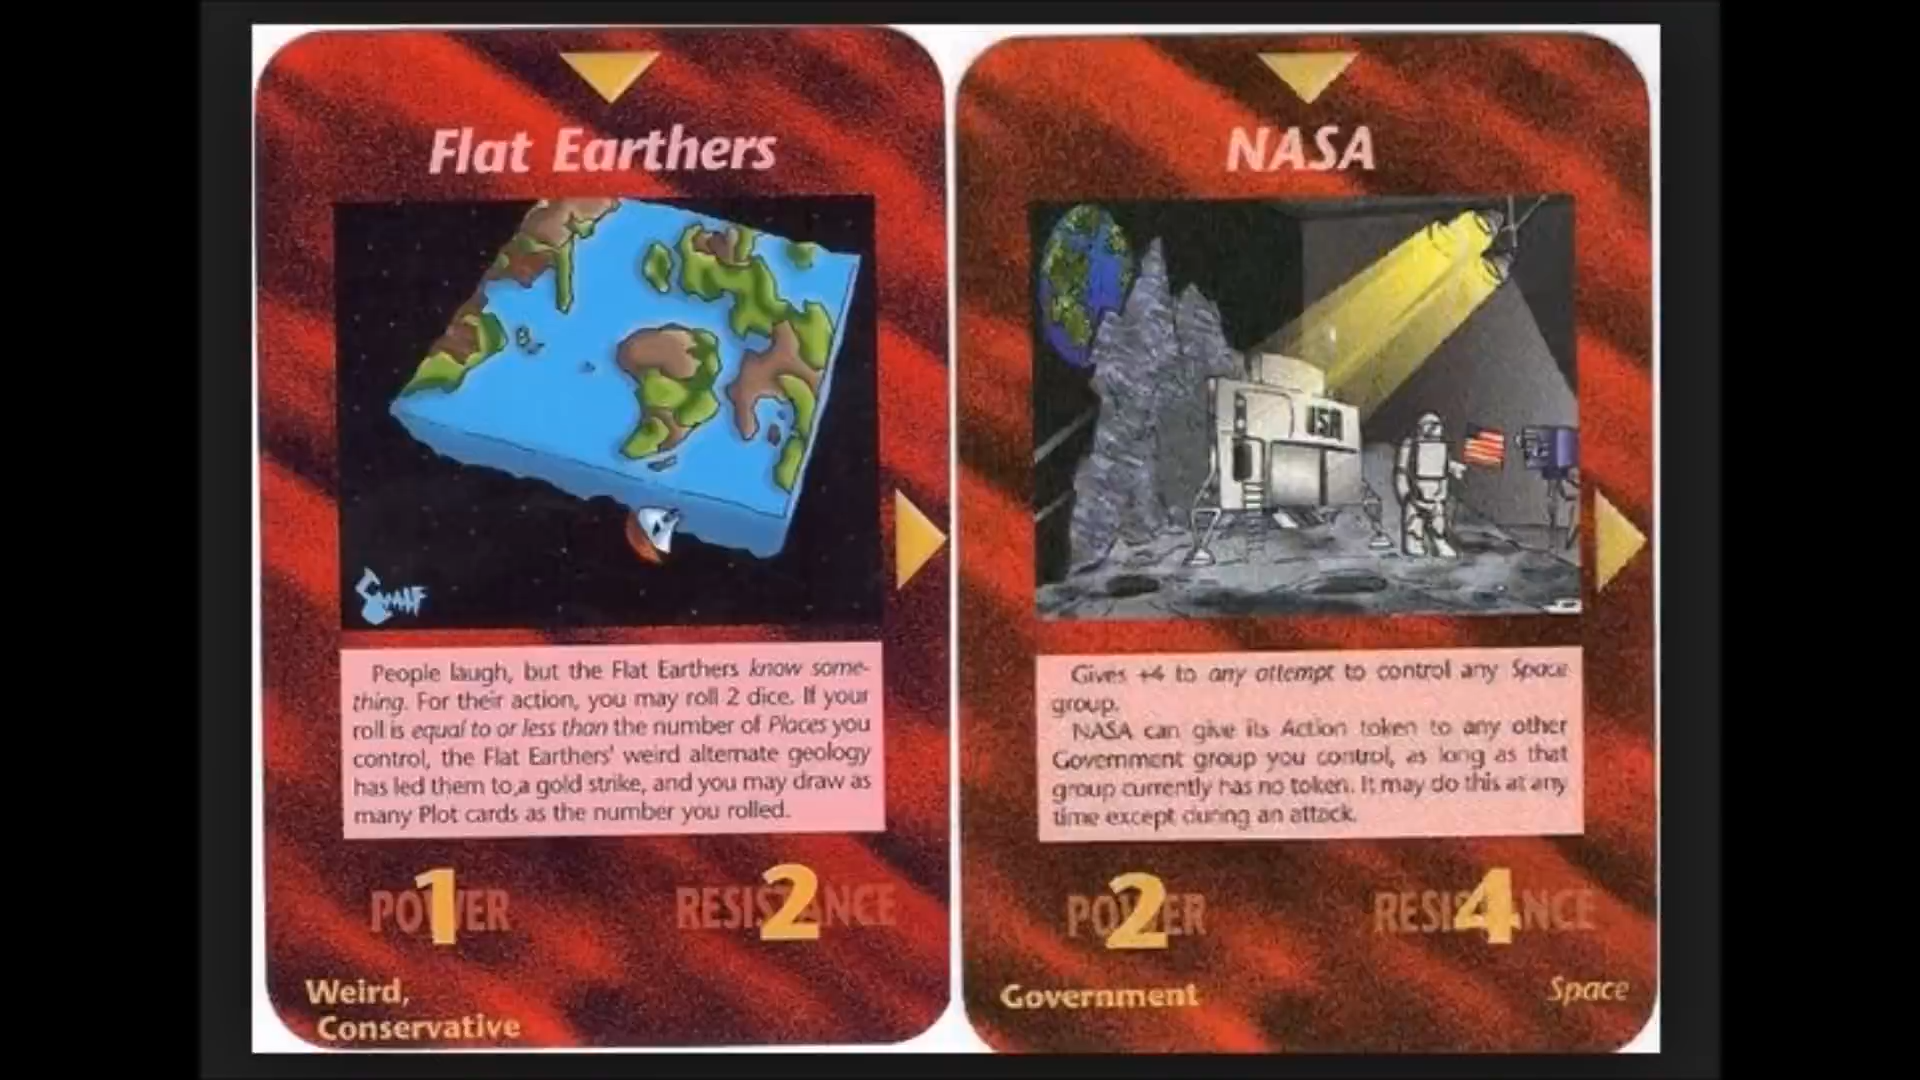 Flat Earthers
People laugh, but the Flat Earthers know some-
thing. For their action, you may roll 2 dice. If your
roll is equal to or less than the number of Places you
control, the Flat Earthers' weird alternate geology
has led them to a gold strike, and you may draw as
many Plot cards as the number you rolled.
POWER 1
RESISTANCE 2
Weird,
Conservative
NASA
USA
Gives +4 to any attempt to control any Space
group.
NASA can give its Action token to any other
Government group you control, as long as that
group currently has no token. It may do this at any
time except during an attack.
POWER 2
RESISTANCE 4
Government
Space